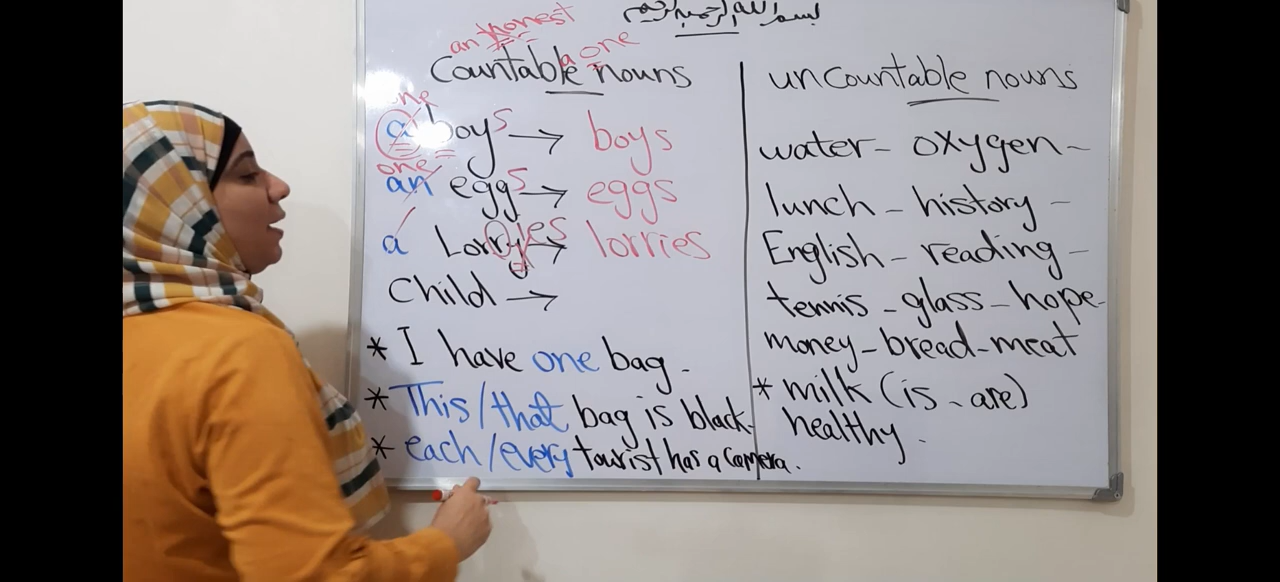 بسم الله الرحمن الرحيم
an honest
a one
Countable nouns
one
a boys → boys
one
an eggs → eggs
a Lorryies → lorries
Child →
* I have one bag.
* This/that bag is black.
* each/every tourist has a camera.
uncountable nouns
water - oxygen -
lunch - history -
English - reading -
tennis - glass - hope -
money - bread - meat
* milk (is - are)
healthy.